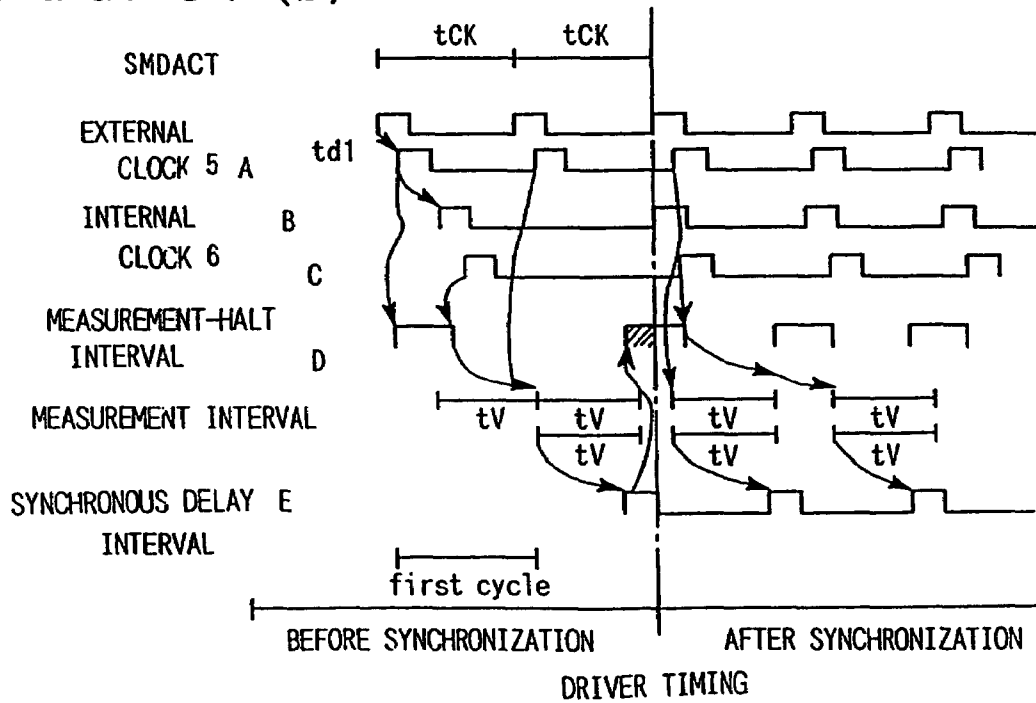 tCK tCK
SMDACT
EXTERNAL
CLOCK 5 A td1
INTERNAL B
CLOCK 6
C
MEASUREMENT-HALT
INTERVAL D
MEASUREMENT INTERVAL tV tV tV tV
tV tV tV
SYNCHRONOUS DELAY E
INTERVAL
first cycle
BEFORE SYNCHRONIZATION AFTER SYNCHRONIZATION
DRIVER TIMING